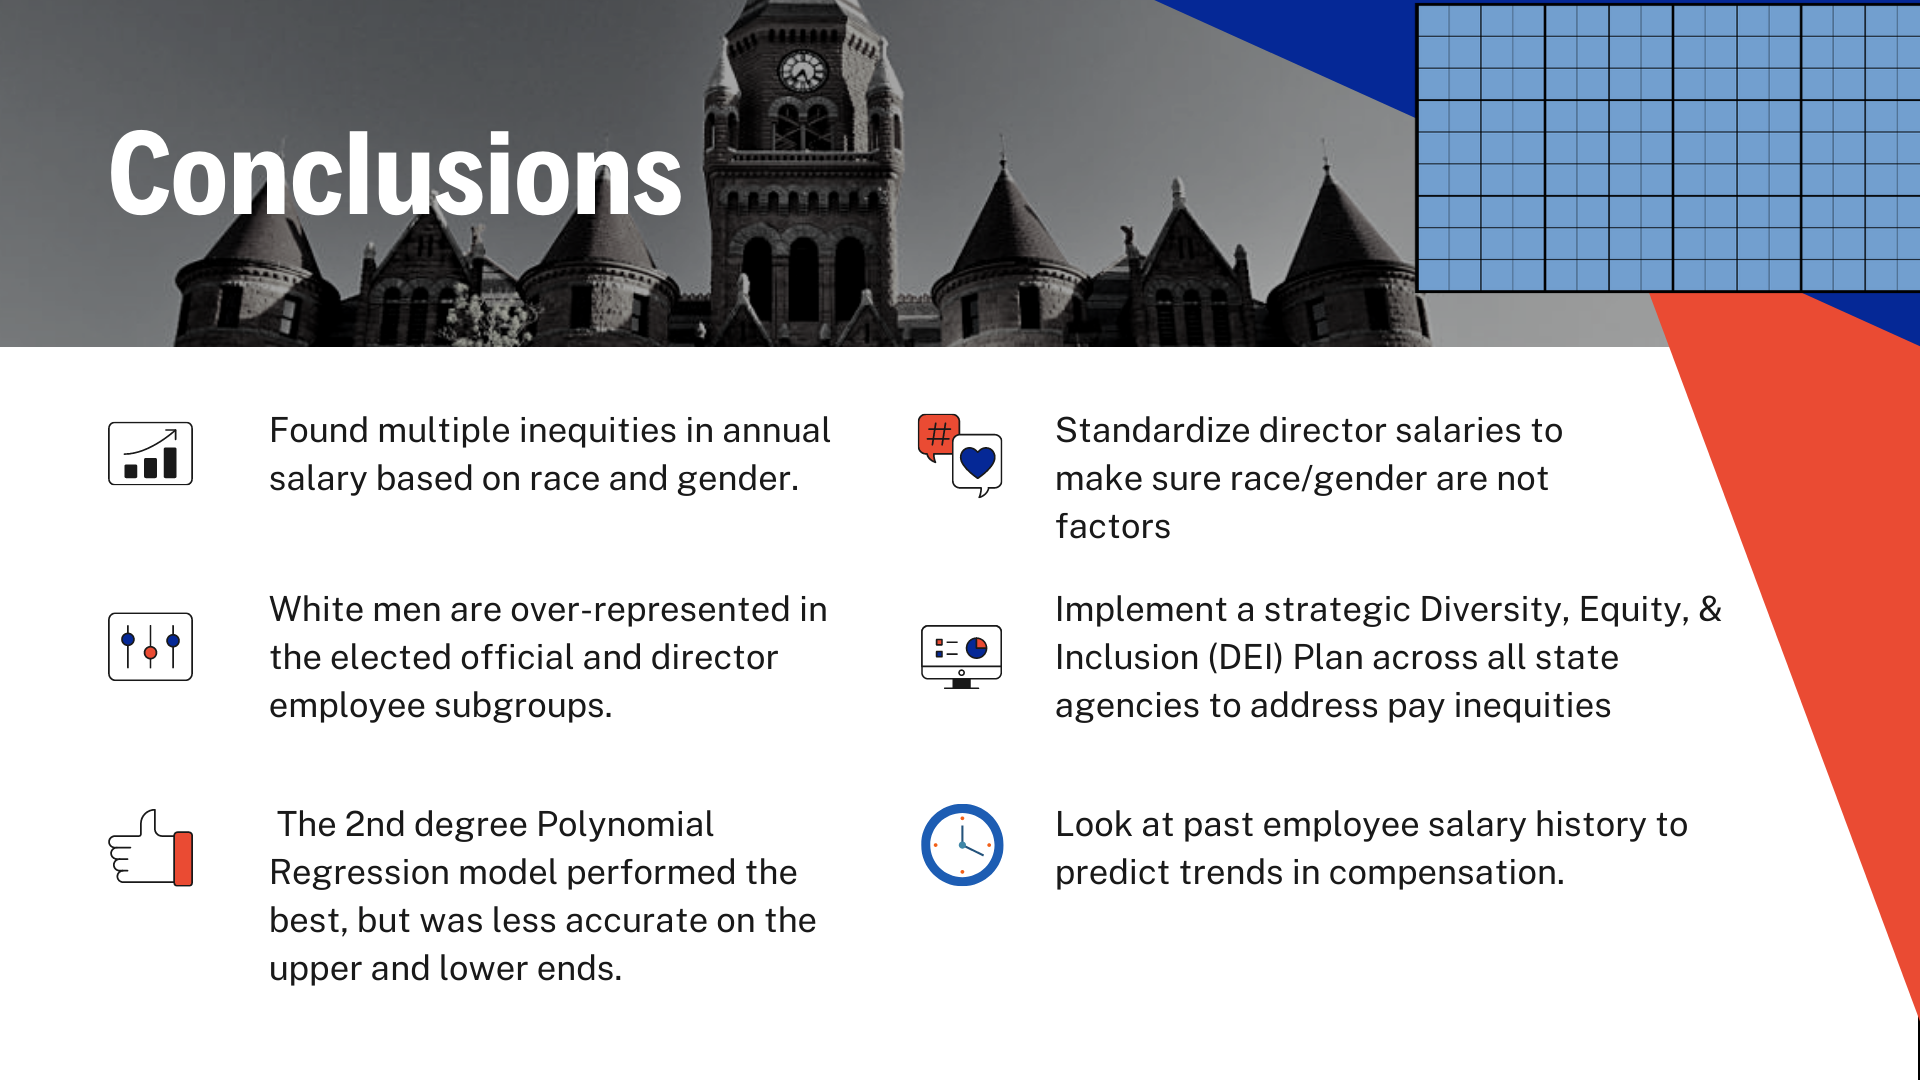 Conclusions
Found multiple inequities in annual
salary based on race and gender.
White men are over-represented in
the elected official and director
employee subgroups.
The 2nd degree Polynomial
Regression model performed the
best, but was less accurate on the
upper and lower ends.
#
Standardize director salaries to
make sure race/gender are not
factors
Implement a strategic Diversity, Equity, &
Inclusion (DEI) Plan across all state
agencies to address pay inequities
Look at past employee salary history to
predict trends in compensation.